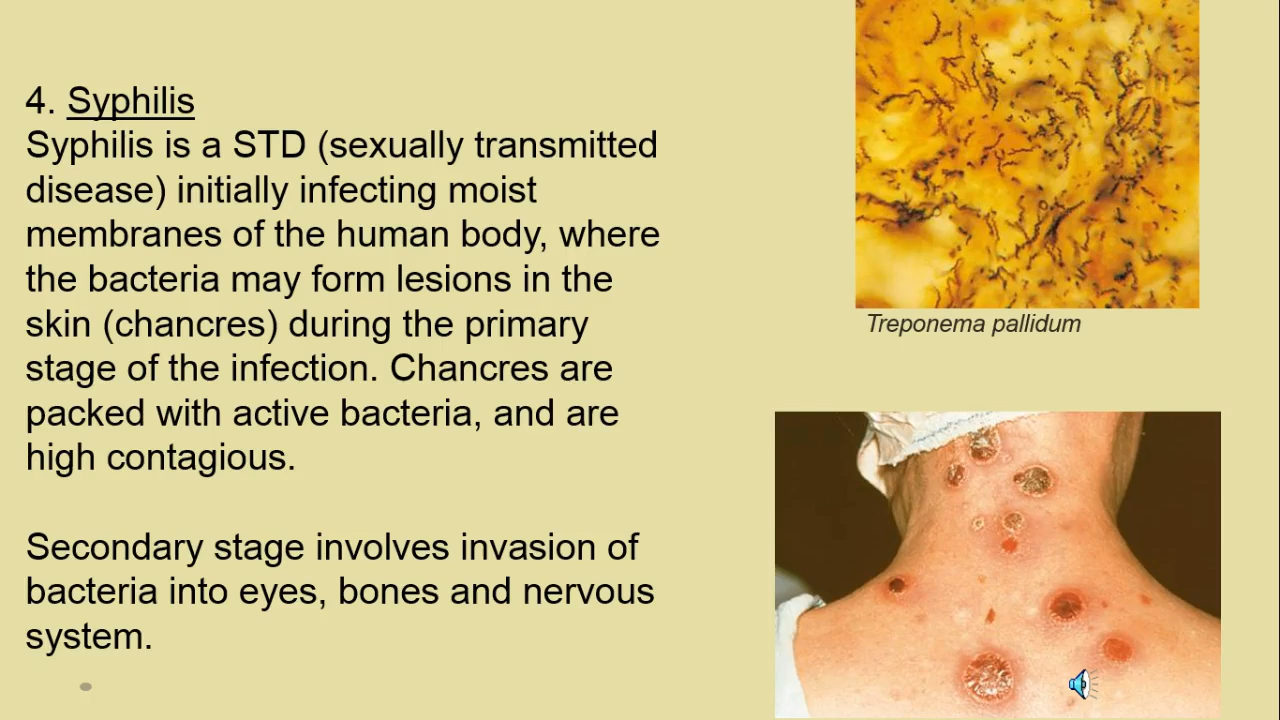 4. Syphilis
Syphilis is a STD (sexually transmitted
disease) initially infecting moist
membranes of the human body, where
the bacteria may form lesions in the
skin (chancres) during the primary
stage of the infection. Chancres are
packed with active bacteria, and are
high contagious.
Secondary stage involves invasion of
bacteria into eyes, bones and nervous
system.
Treponema pallidum